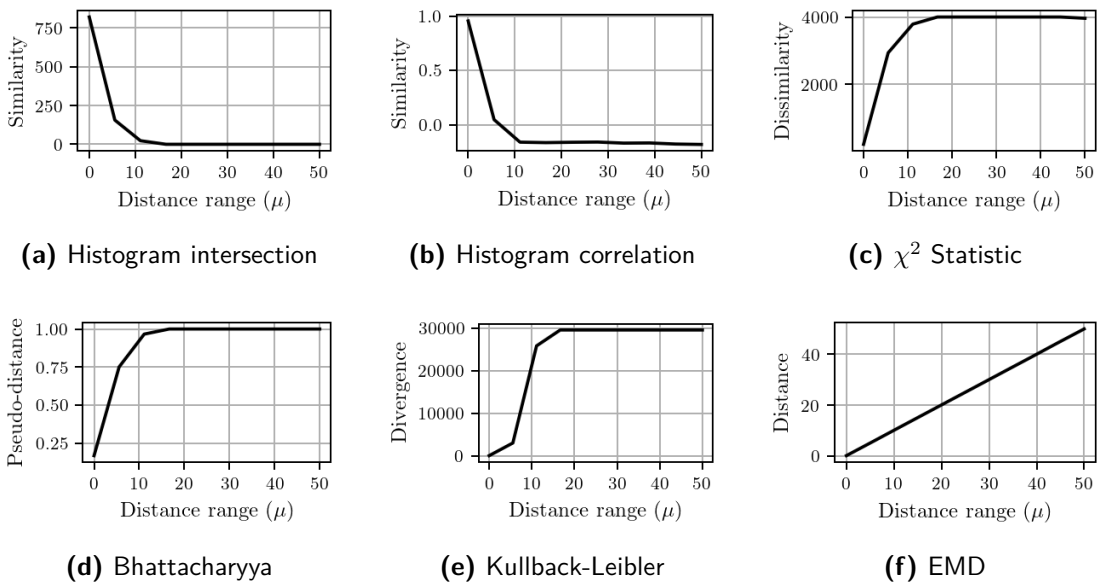 Similarity
750
500
250
0
0 10 20 30 40 50
Distance range (μ)
(a) Histogram intersection
Similarity
1.0
0.5
0.0
0 10 20 30 40 50
Distance range (μ)
(b) Histogram correlation
Dissimilarity
4000
2000
0 10 20 30 40 50
Distance range (μ)
(c) χ² Statistic
Pseudo-distance
1.00
0.75
0.50
0.25
0 10 20 30 40 50
Distance range (μ)
(d) Bhattacharyya
Divergence
30000
20000
10000
0
0 10 20 30 40 50
Distance range (μ)
(e) Kullback-Leibler
Distance
40
20
0
0 10 20 30 40 50
Distance range (μ)
(f) EMD